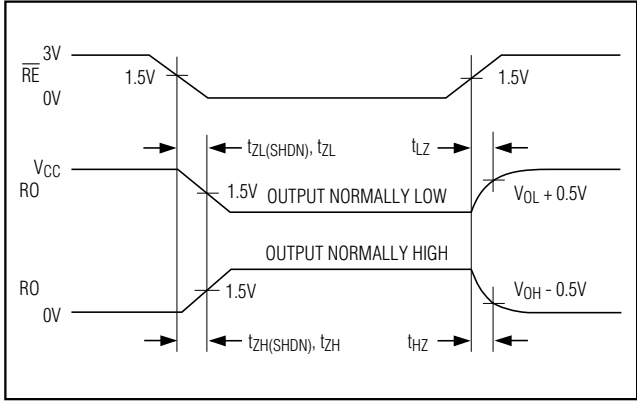 3V
RE
1.5V
1.5V
0V
tZL(SHDN), tZL
tLZ
VCC
RO
1.5V
OUTPUT NORMALLY LOW
VOL + 0.5V
OUTPUT NORMALLY HIGH
RO
1.5V
VOH - 0.5V
0V
tZH(SHDN), tZH
tHZ